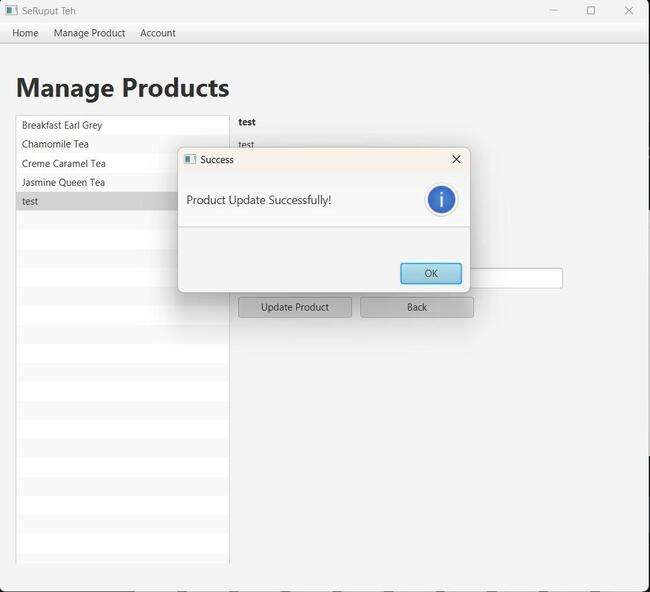 SeRuput Teh
Home Manage Product Account
Manage Products
Breakfast Earl Grey
Chamomile Tea
Creme Caramel Tea
Jasmine Queen Tea
test
test
test
Success
Product Update Successfully!
i
OK
Update Product Back